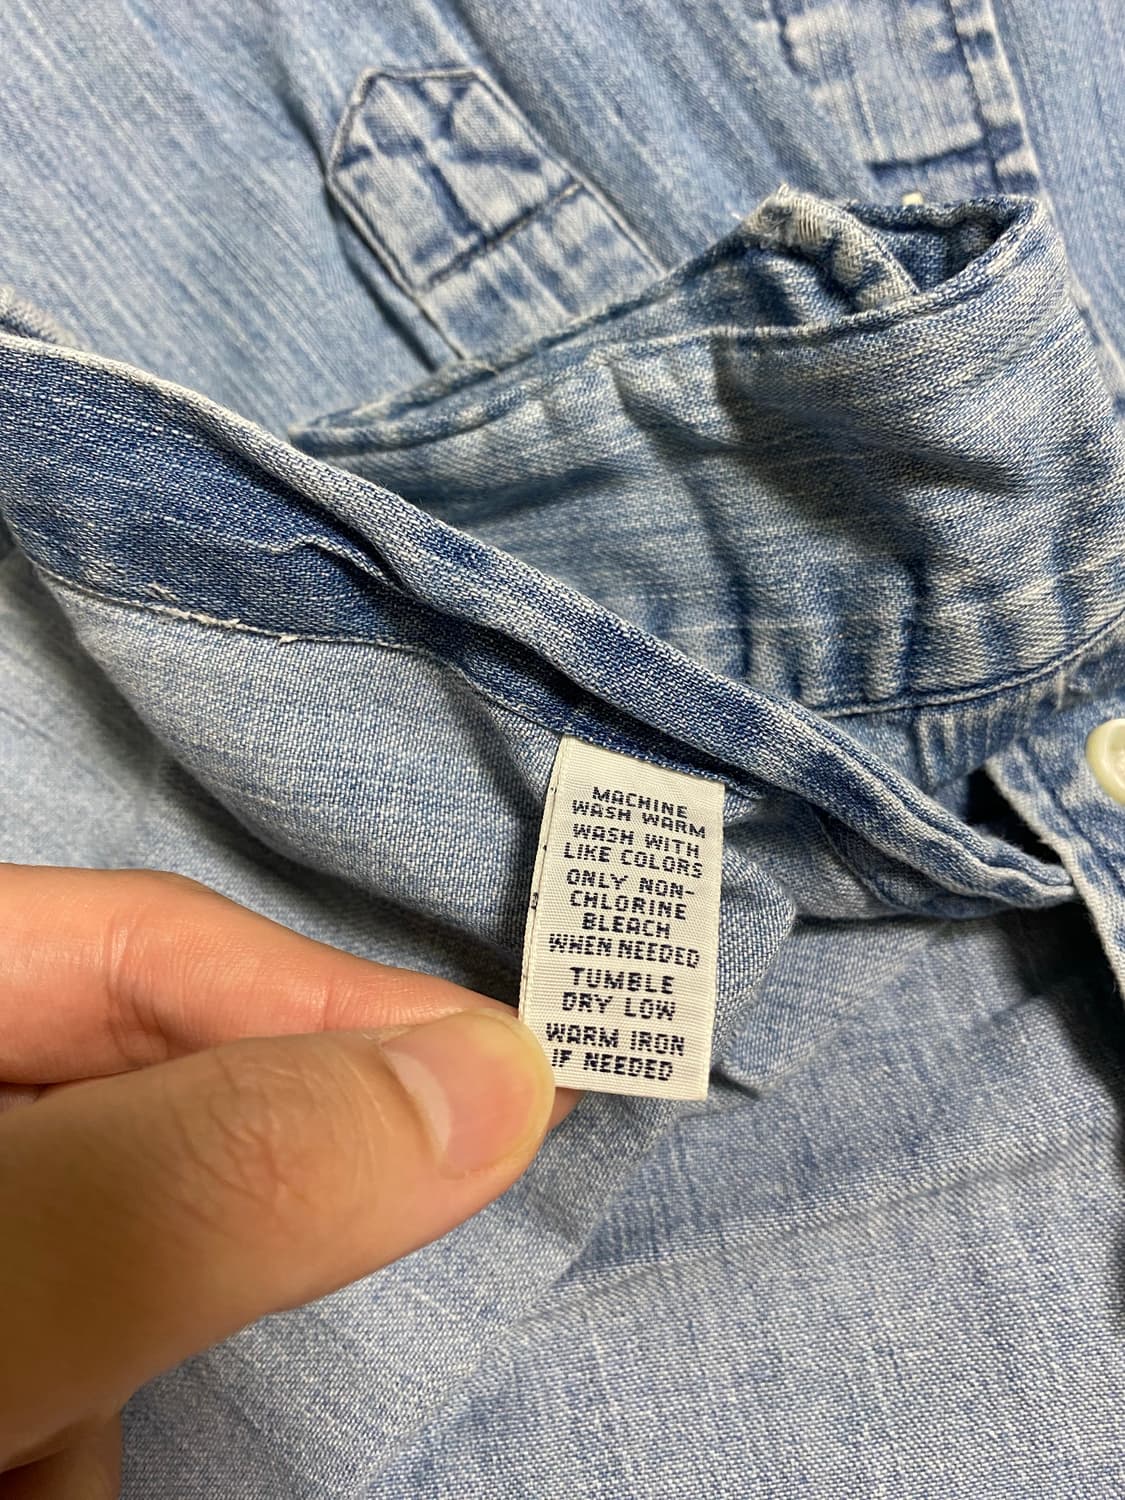 MACHINE
WASH WARM
WASH WITH
LIKE COLORS
ONLY NON-
CHLORINE
BLEACH
WHEN NEEDED
TUMBLE
DRY LOW
WARM IRON
IF NEEDED